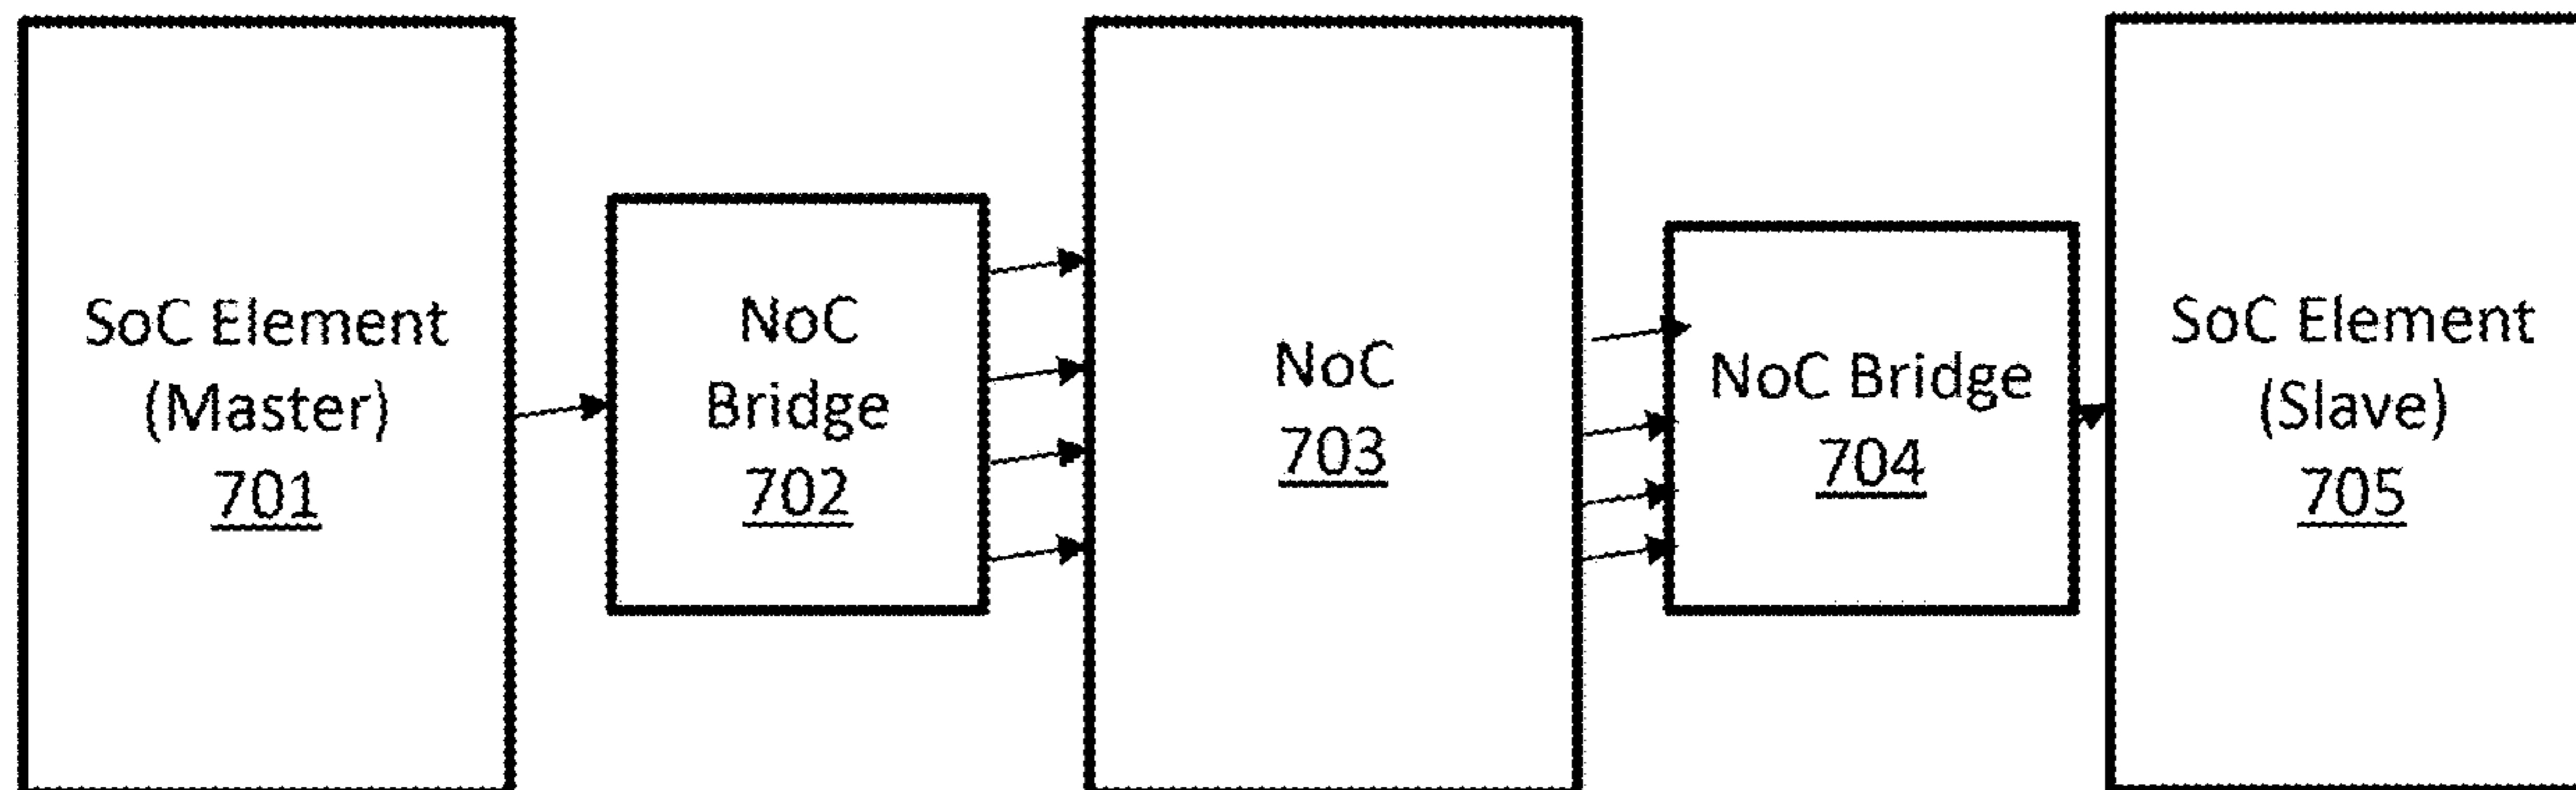 SoC Element
(Master)
701
NoC
Bridge
702
NoC
703
NoC Bridge
704
SoC Element
(Slave)
705